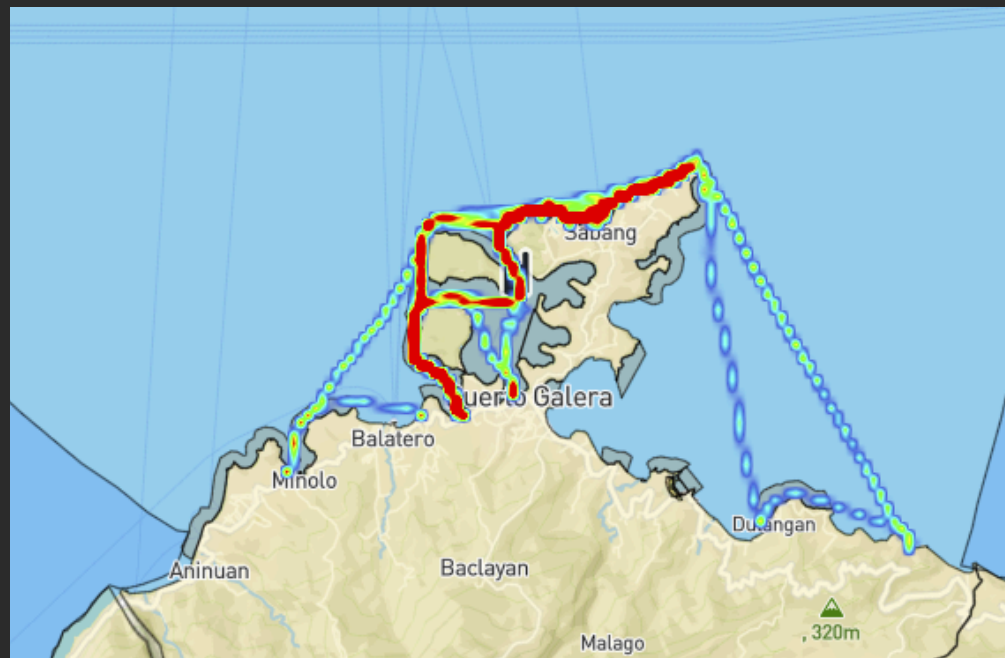 Sabang
uerto Galera
Balatero
Minolo
Dulangan
Aninuan
Baclayan
, 320m
Malago